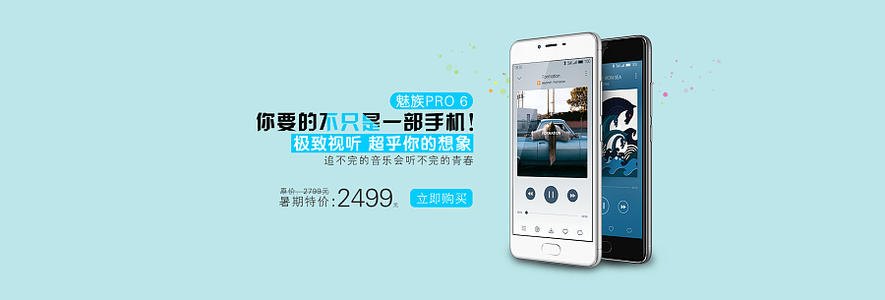 魅族PRO 6
你要的不只是一部手机!
极致视听 超乎你的想象
追不完的音乐会听不完的青春
原价：2799元
暑期特价:2499元
立即购买